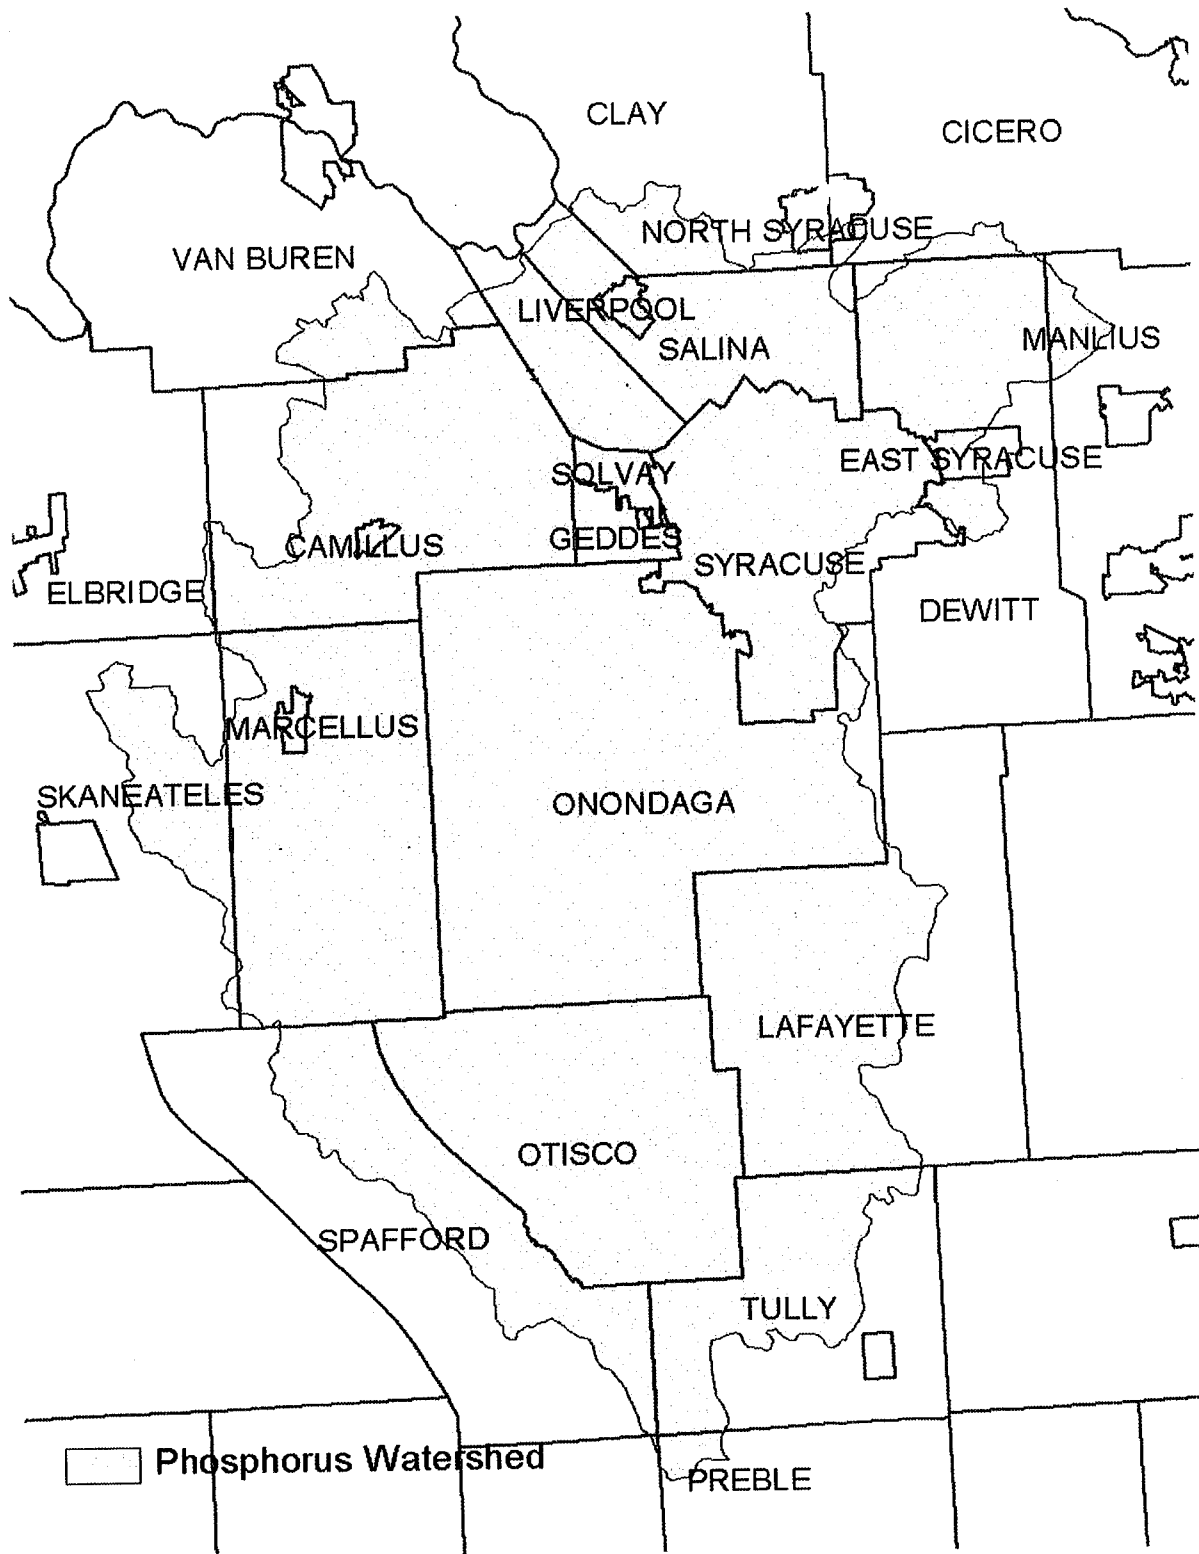 CLAY
CICERO
NORTH SYRACUSE
VAN BUREN
LIVERPOOL
MANLIUS
SALINA
EAST SYRACUSE
SOLVAY
GEDDES
CAMILLUS
SYRACUSE
ELBRIDGE
DEWITT
MARCELLUS
SKANEATELES
ONONDAGA
LAFAYETTE
OTISCO
SPAFFORD
TULLY
Phosphorus Watershed
PREBLE